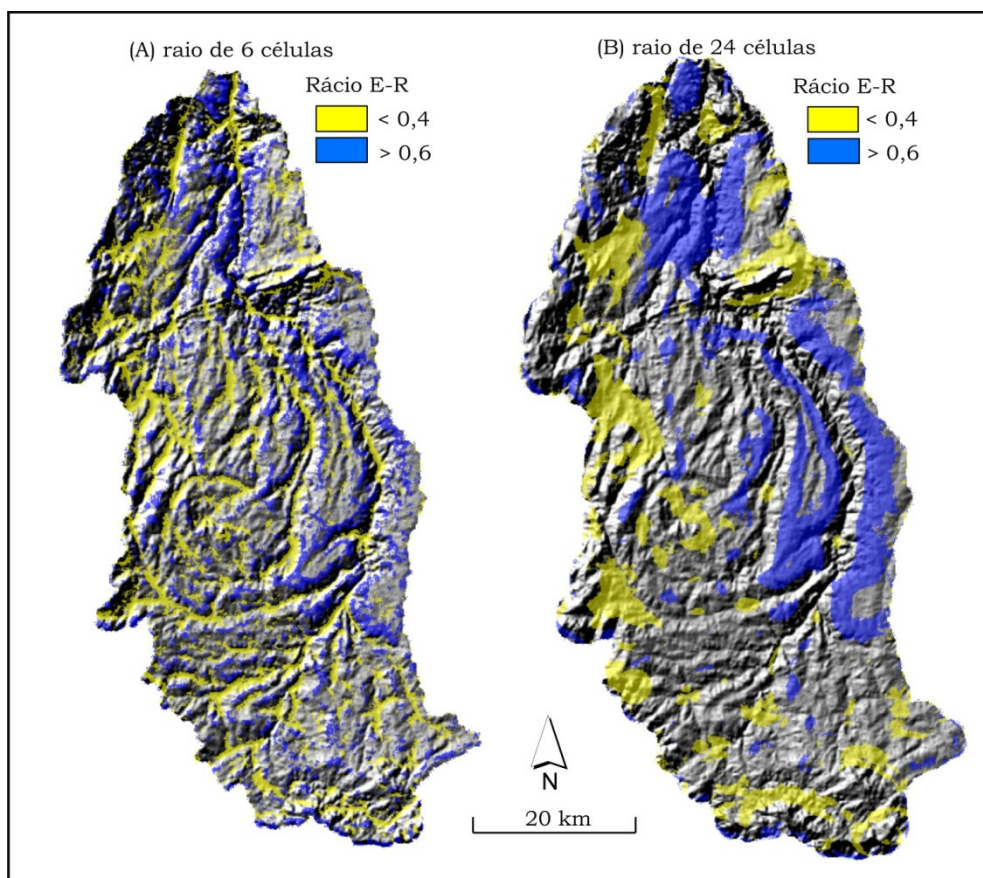 (A) raio de 6 células
Rácio E-R
< 0,4
> 0,6
(B) raio de 24 células
Rácio E-R
< 0,4
> 0,6
N
20 km